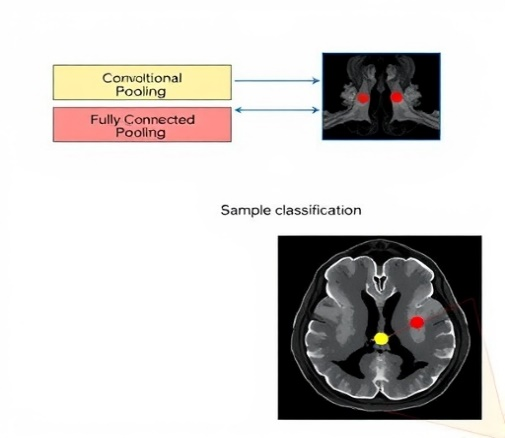 Convoltional
Pooling
Fully Connected
Pooling
Sample classification